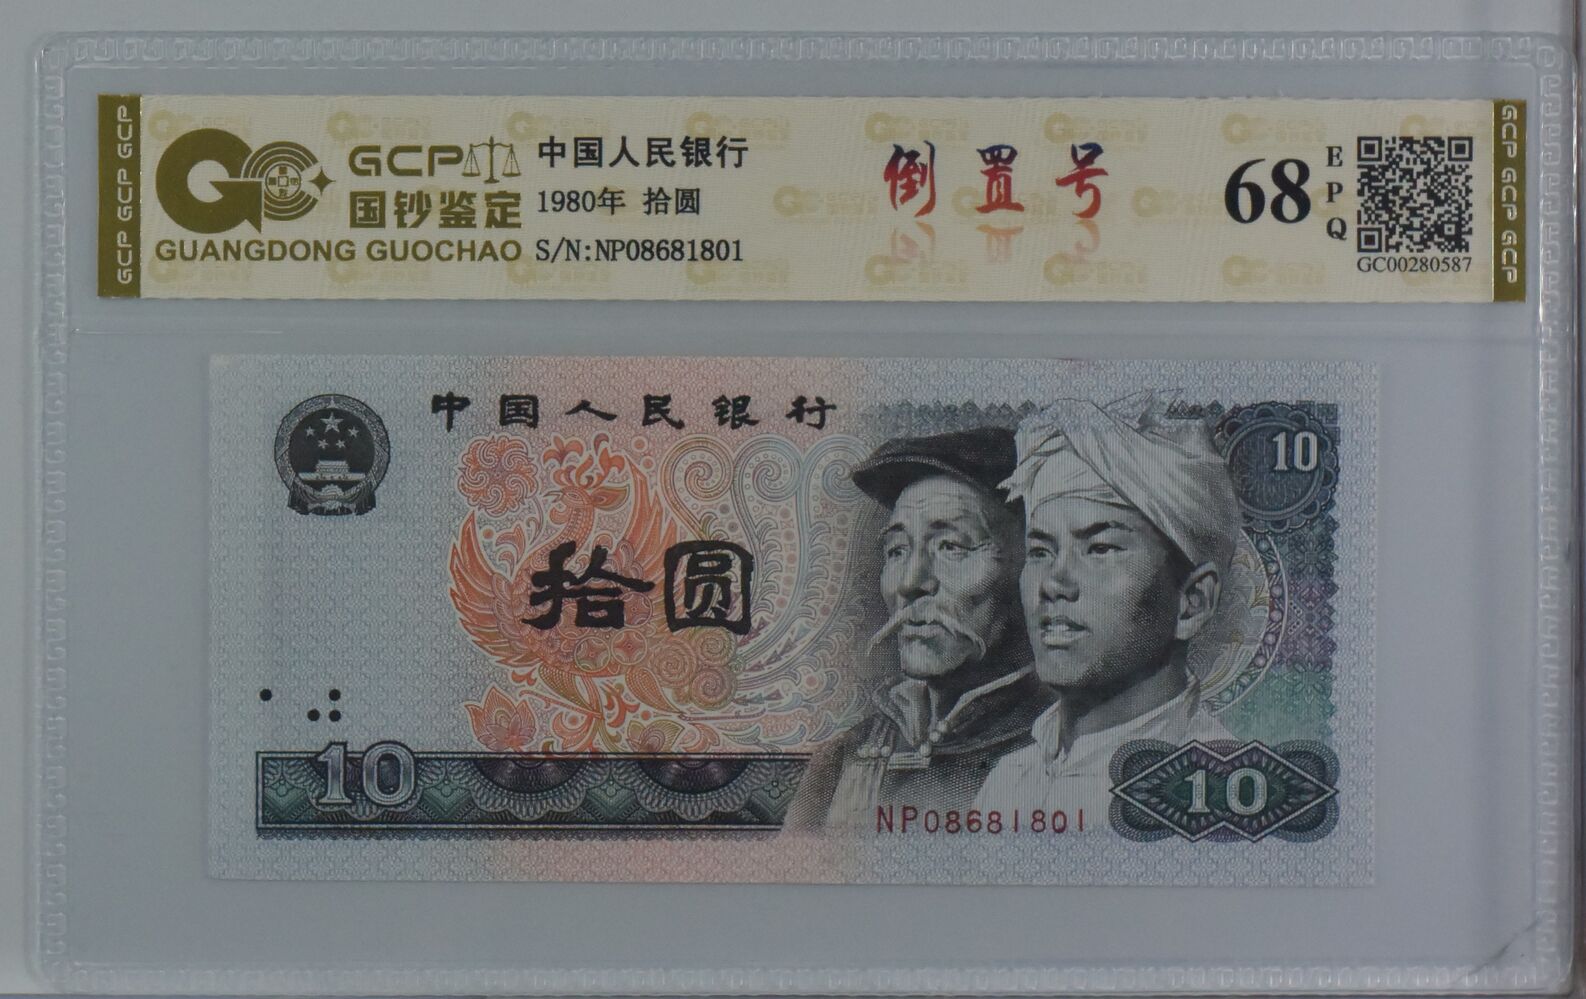 GCP GCP GCP
GCP
国钞鉴定
GUANGDONG GUOCHAO
中国人民银行
1980年 拾圆
S/N:NP08681801
倒置号
68
EPQ
GC00280587
GCP GCP GCP
中国人民银行
10
拾圆
10
NP08681801
10